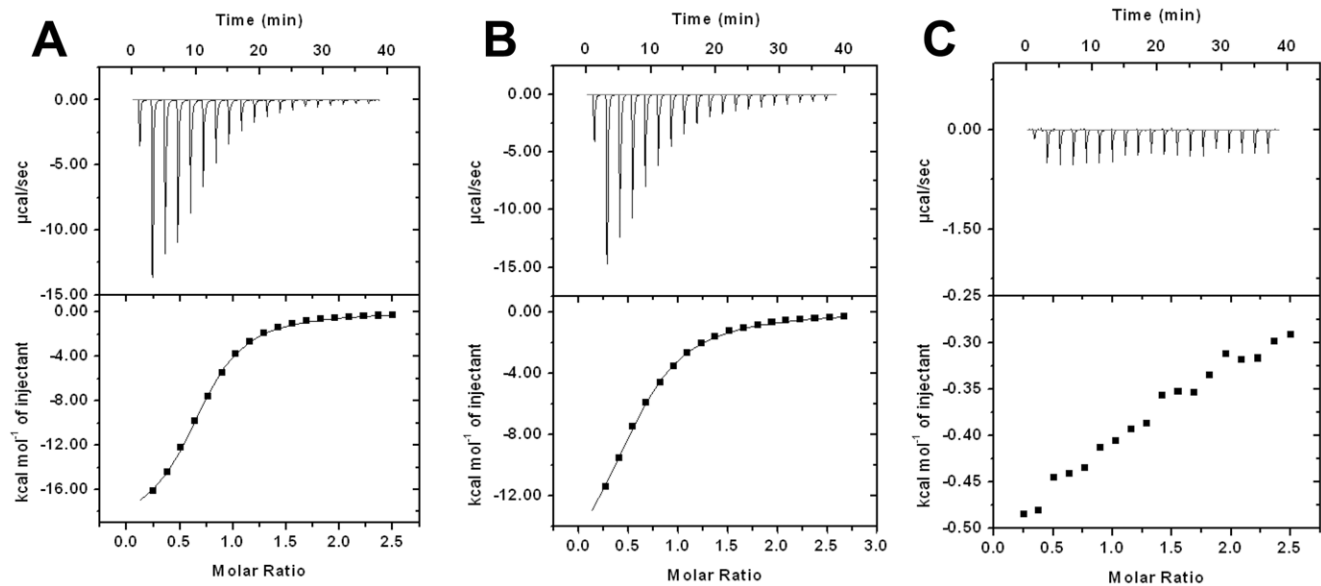 A
Time (min)
0 10 20 30 40
0.00
-5.00
-10.00
-15.00
µcal/sec
0.00
-4.00
-8.00
-12.00
-16.00
kcal mol⁻¹ of injectant
0.0 0.5 1.0 1.5 2.0 2.5
Molar Ratio
B
Time (min)
0 10 20 30 40
0.00
-5.00
-10.00
-15.00
µcal/sec
0.00
-4.00
-8.00
-12.00
kcal mol⁻¹ of injectant
0.0 0.5 1.0 1.5 2.0 2.5 3.0
Molar Ratio
C
Time (min)
0 10 20 30 40
0.00
-1.50
µcal/sec
-0.25
-0.30
-0.35
-0.40
-0.45
-0.50
kcal mol⁻¹ of injectant
0.0 0.5 1.0 1.5 2.0 2.5
Molar Ratio